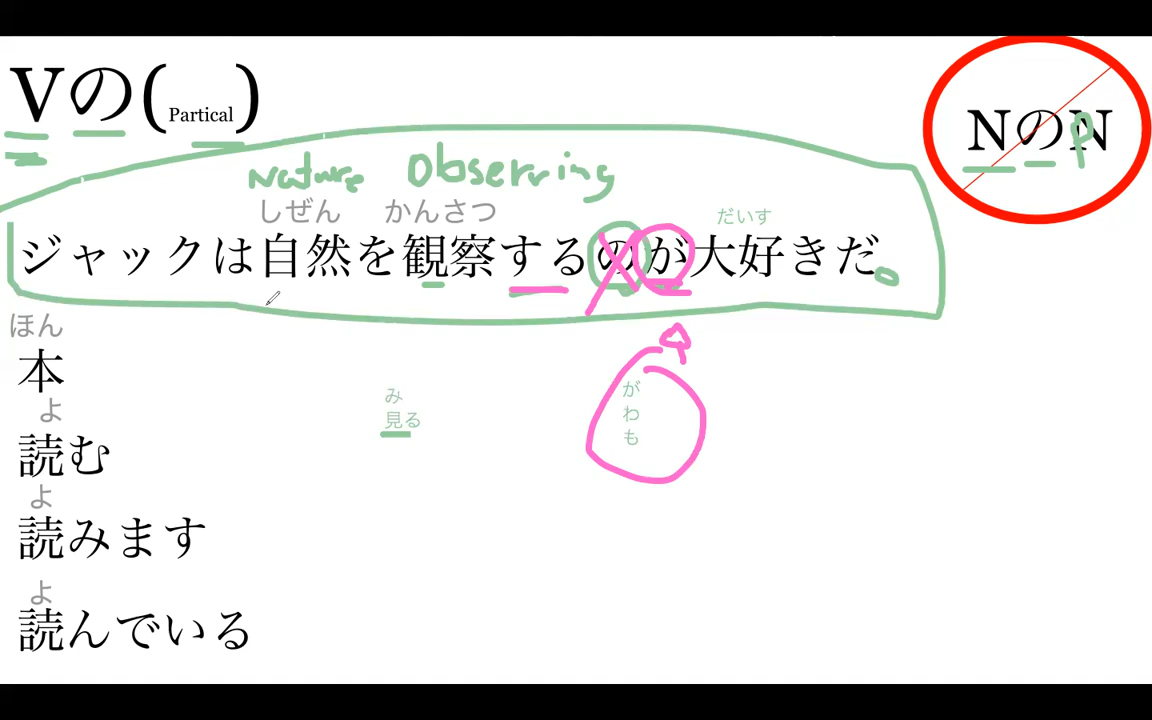 Vの(Partical)
NのN
P
Nature Observing
しぜん かんさつ だいす
ジャックは自然を観察するのが大好きだ。
ほん
本
よ
読む
よ
読みます
よ
読んでいる
み
見る
が
わ
も